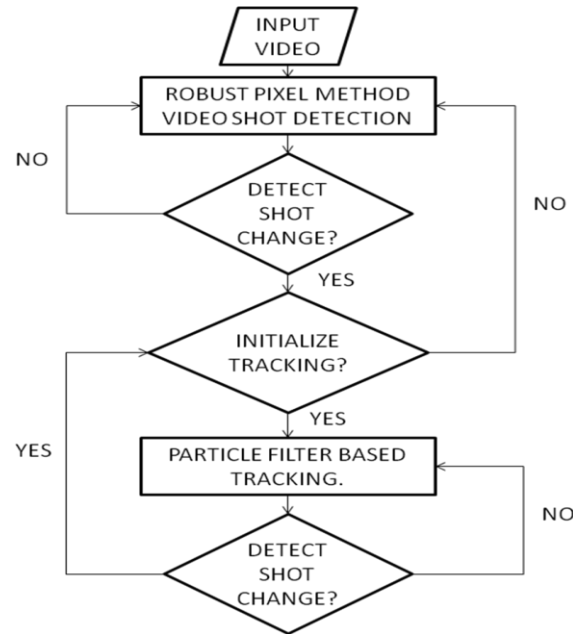 INPUT
VIDEO
ROBUST PIXEL METHOD
VIDEO SHOT DETECTION
NO
DETECT
SHOT
CHANGE?
NO
YES
INITIALIZE
TRACKING?
YES
YES
PARTICLE FILTER BASED
TRACKING.
NO
DETECT
SHOT
CHANGE?